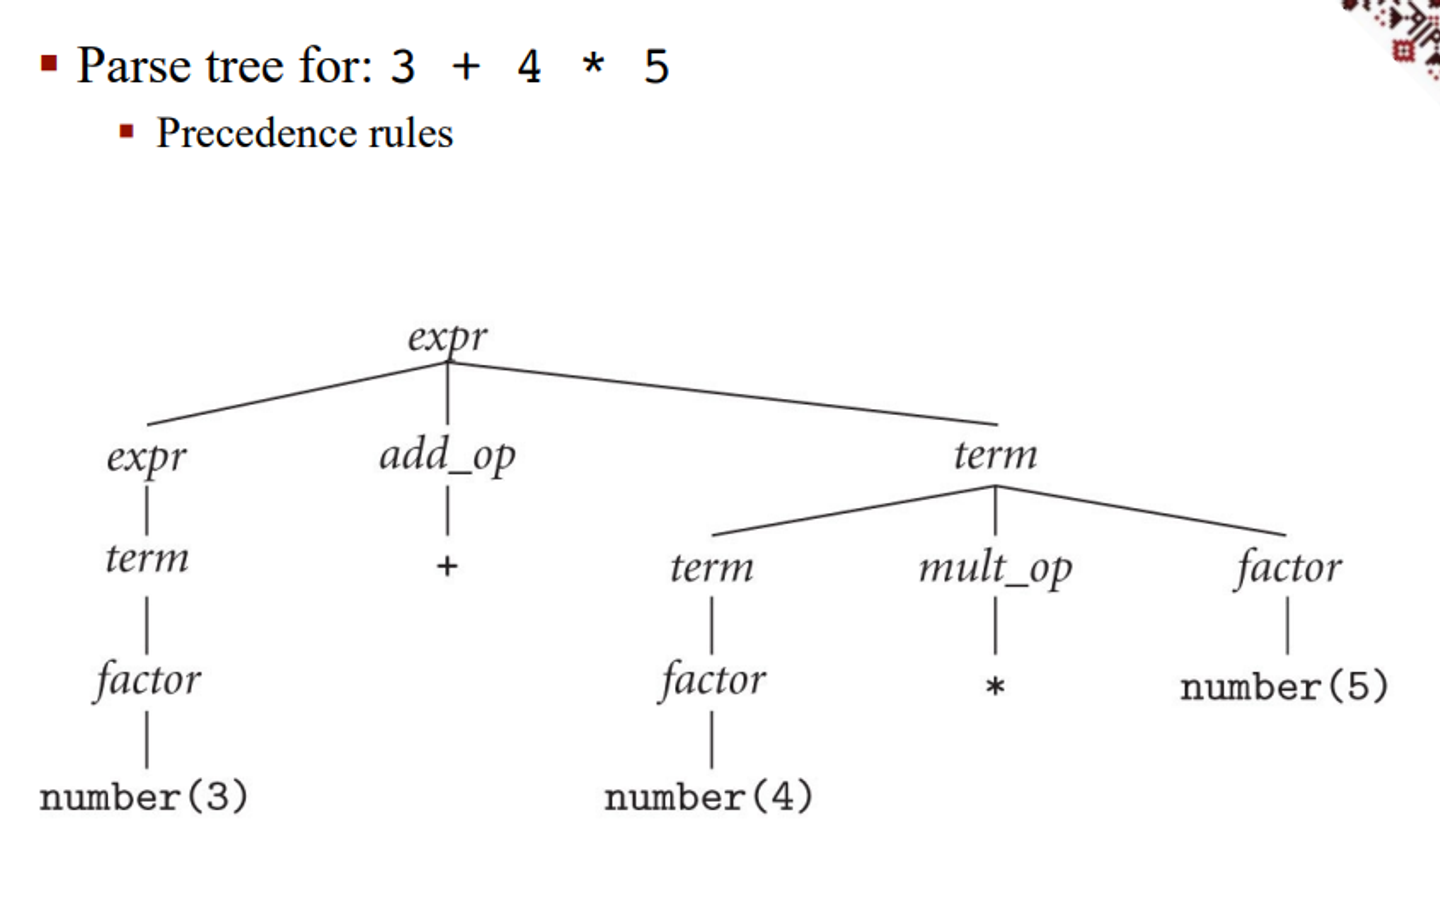 Parse tree for: 3 + 4 * 5
Precedence rules
expr
expr add_op term
term + term mult_op factor
factor factor * number(5)
number(3) number(4)